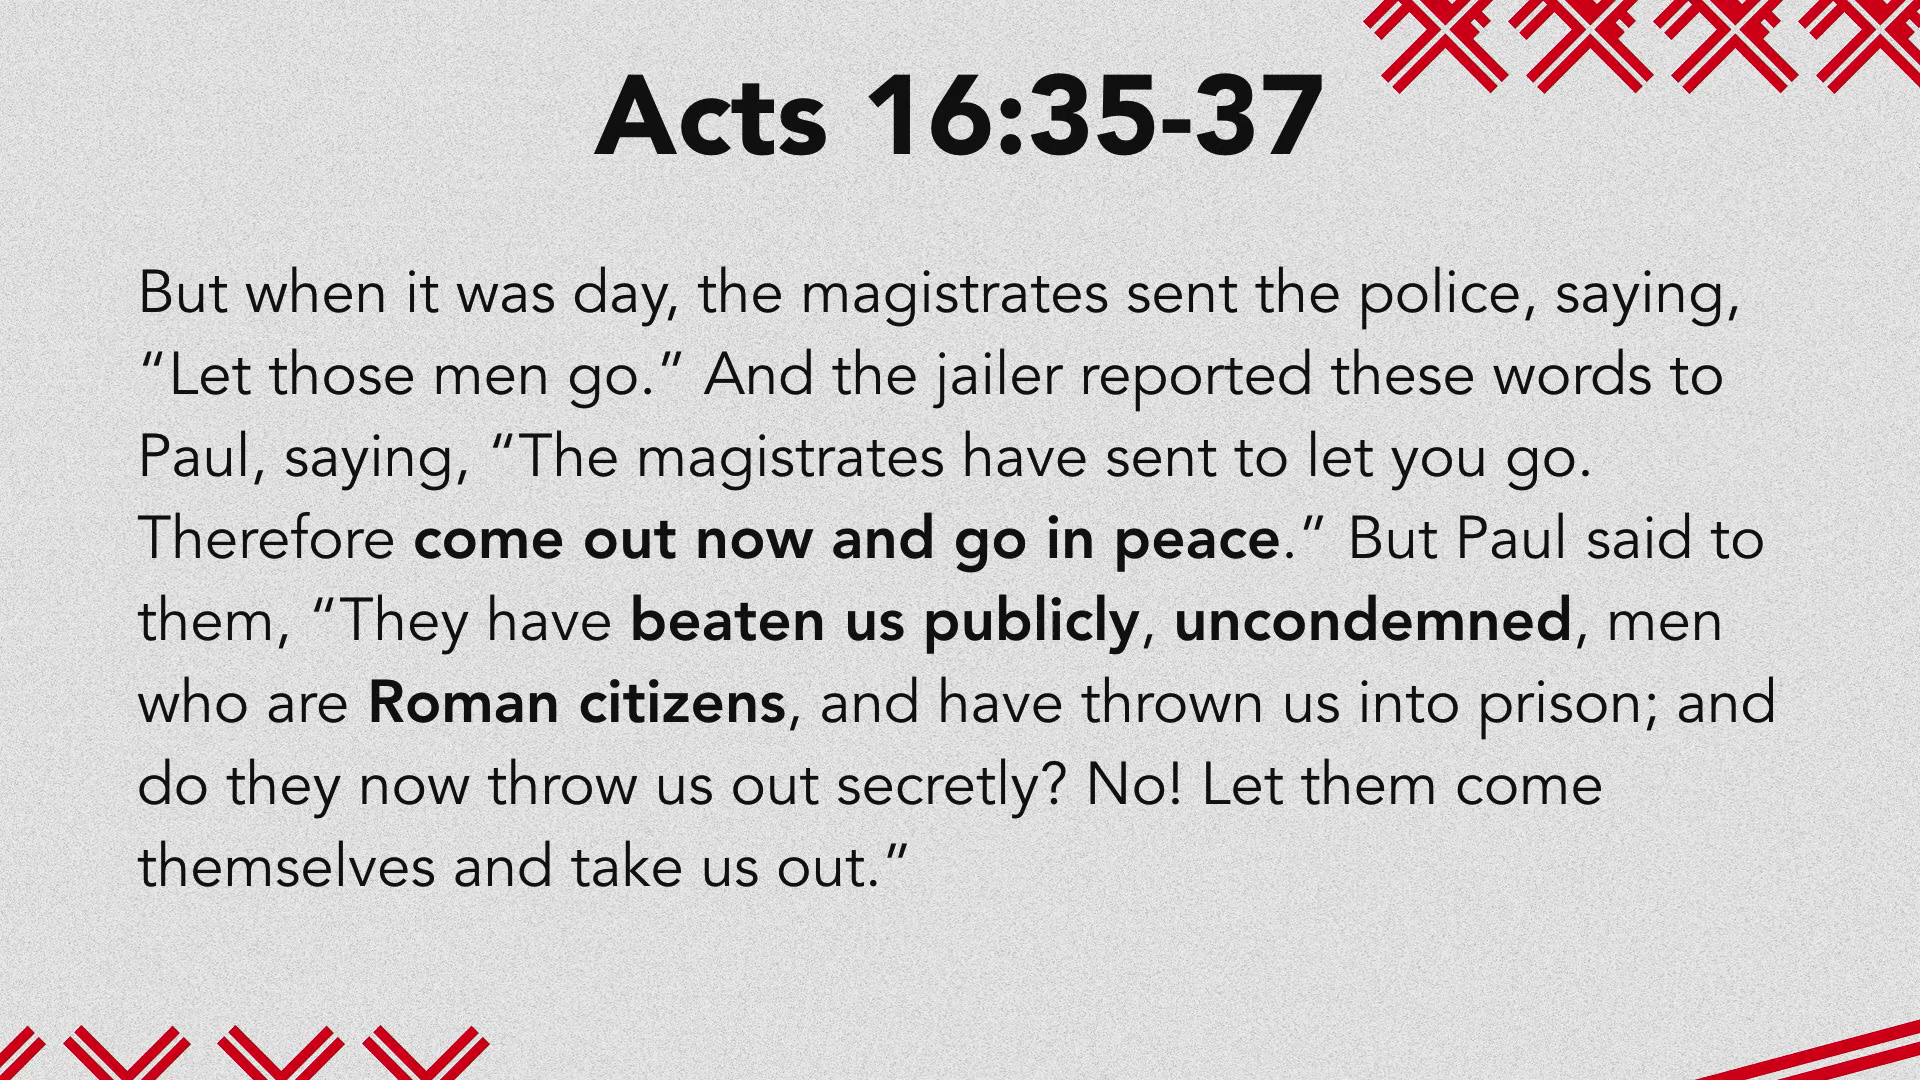 Acts 16:35-37
But when it was day, the magistrates sent the police, saying,
“Let those men go.” And the jailer reported these words to
Paul, saying, “The magistrates have sent to let you go.
Therefore come out now and go in peace.” But Paul said to
them, “They have beaten us publicly, uncondemned, men
who are Roman citizens, and have thrown us into prison; and
do they now throw us out secretly? No! Let them come
themselves and take us out.”